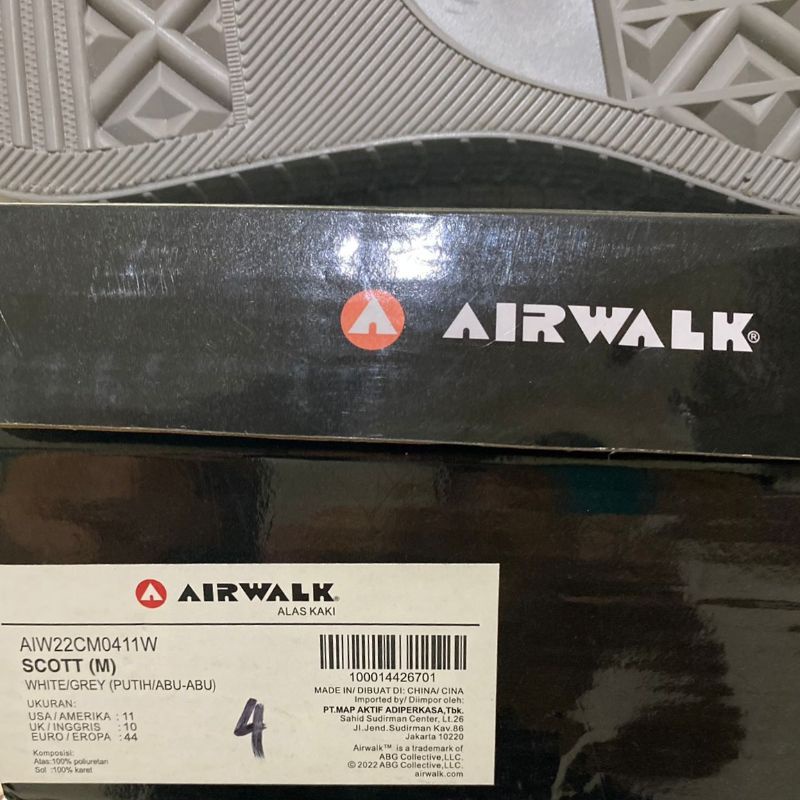 AIRWALK®
AIRWALK®
ALAS KAKI
AIW22CM0411W
SCOTT (M)
WHITE/GREY (PUTIH/ABU-ABU)
UKURAN:
USA/AMERIKA : 11
UK/INGGRIS : 10
EURO/EROPA : 44
Komposisi:
Alas:100% poliuretan
Sol :100% karet
4
100014426701
MADE IN/ DIBUAT DI: CHINA/ CINA
Imported by/ Diimpor oleh:
PT.MAP AKTIF ADIPERKASA,Tbk.
Sahid Sudirman Center, Lt.26
Jl.Jend.Sudirman Kav.86
Jakarta 10220
Airwalk™ is a trademark of
ABG Collective,LLC.
© 2022 ABG Collective,LLC.
airwalk.com